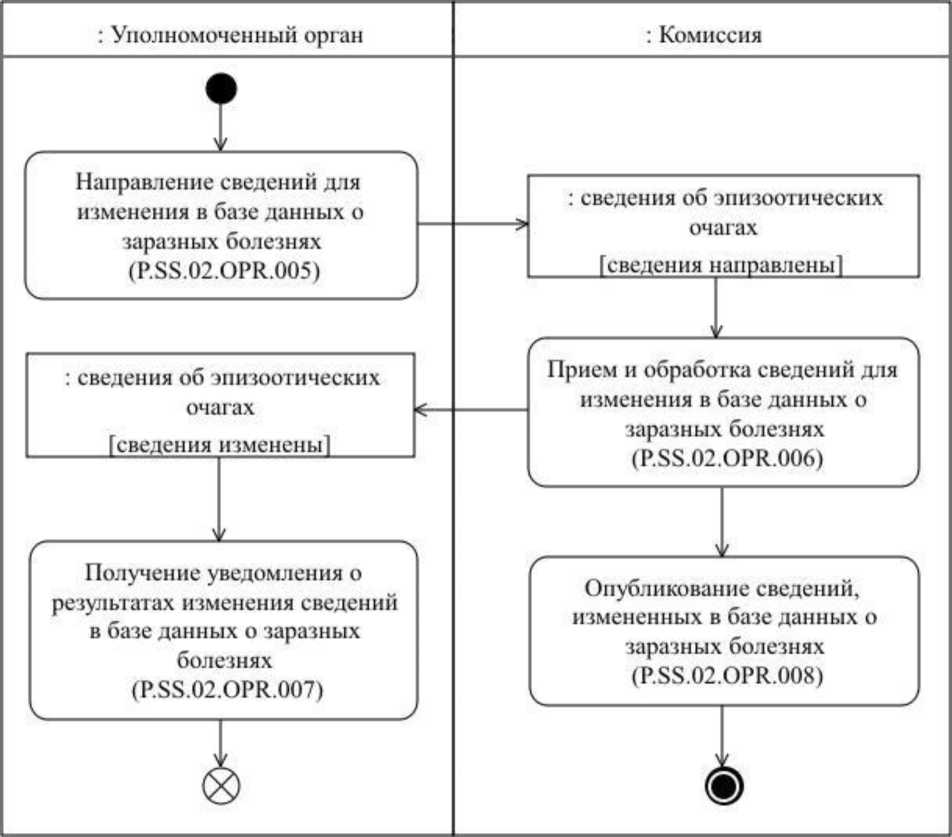 : Уполномоченный орган
: Комиссия
Направление сведений для
изменения в базе данных о
заразных болезнях
(P.SS.02.OPR.005)
: сведения об эпизоотических
очагах
[сведения направлены]
: сведения об эпизоотических
очагах
[сведения изменены]
Прием и обработка сведений для
изменения в базе данных о
заразных болезнях
(P.SS.02.OPR.006)
Получение уведомления о
результатах изменения сведений
в базе данных о заразных
болезнях
(P.SS.02.OPR.007)
Опубликование сведений,
измененных в базе данных о
заразных болезнях
(P.SS.02.OPR.008)